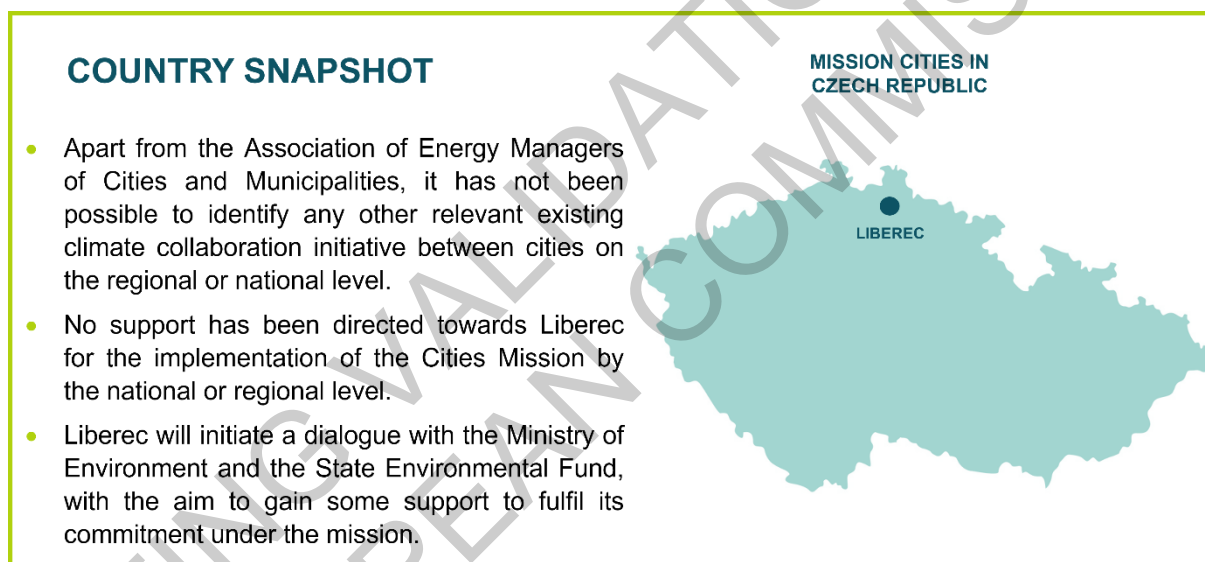 COUNTRY SNAPSHOT
Apart from the Association of Energy Managers
of Cities and Municipalities, it has not been
possible to identify any other relevant existing
climate collaboration initiative between cities on
the regional or national level.
No support has been directed towards Liberec
for the implementation of the Cities Mission by
the national or regional level.
Liberec will initiate a dialogue with the Ministry of
Environment and the State Environmental Fund,
with the aim to gain some support to fulfil its
commitment under the mission.
MISSION CITIES IN
CZECH REPUBLIC
LIBEREC